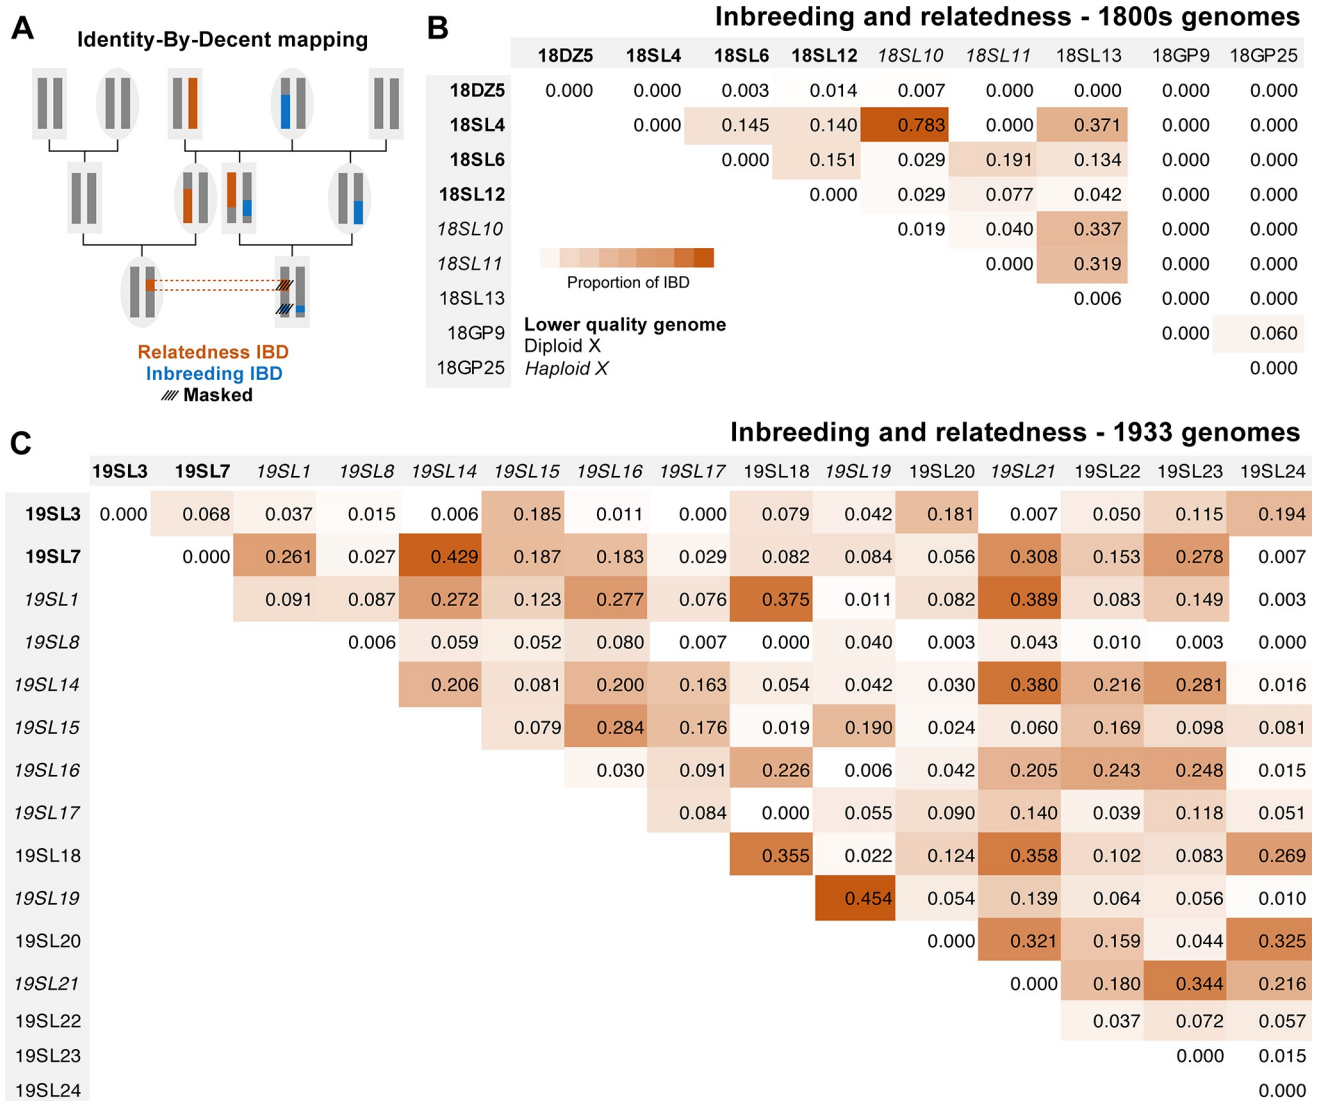 A
Identity-By-Decent mapping
Relatedness IBD
Inbreeding IBD
Masked
B
Inbreeding and relatedness - 1800s genomes
18DZ5 18SL4 18SL6 18SL12 18SL10 18SL11 18SL13 18GP9 18GP25
18DZ5 0.000 0.000 0.003 0.014 0.007 0.000 0.000 0.000 0.000
18SL4 0.000 0.145 0.140 0.783 0.000 0.371 0.000 0.000
18SL6 0.000 0.151 0.029 0.191 0.134 0.000 0.000
18SL12 0.000 0.029 0.077 0.042 0.000 0.000
18SL10 0.019 0.040 0.337 0.000 0.000
18SL11 0.000 0.319 0.000 0.000
18SL13 0.006 0.000 0.000
18GP9 0.000 0.060
18GP25 0.000
Proportion of IBD
Lower quality genome
Diploid X
Haploid X
C
Inbreeding and relatedness - 1933 genomes
19SL3 19SL7 19SL1 19SL8 19SL14 19SL15 19SL16 19SL17 19SL18 19SL19 19SL20 19SL21 19SL22 19SL23 19SL24
19SL3 0.000 0.068 0.037 0.015 0.006 0.185 0.011 0.000 0.079 0.042 0.181 0.007 0.050 0.115 0.194
19SL7 0.000 0.261 0.027 0.429 0.187 0.183 0.029 0.082 0.084 0.056 0.308 0.153 0.278 0.007
19SL1 0.091 0.087 0.272 0.123 0.277 0.076 0.375 0.011 0.082 0.389 0.083 0.149 0.003
19SL8 0.006 0.059 0.052 0.080 0.007 0.000 0.040 0.003 0.043 0.010 0.003 0.000
19SL14 0.206 0.081 0.200 0.163 0.054 0.042 0.030 0.380 0.216 0.281 0.016
19SL15 0.079 0.284 0.176 0.019 0.190 0.024 0.060 0.169 0.098 0.081
19SL16 0.030 0.091 0.226 0.006 0.042 0.205 0.243 0.248 0.015
19SL17 0.084 0.000 0.055 0.090 0.140 0.039 0.118 0.051
19SL18 0.355 0.022 0.124 0.358 0.102 0.083 0.269
19SL19 0.454 0.054 0.139 0.064 0.056 0.010
19SL20 0.000 0.321 0.159 0.044 0.325
19SL21 0.000 0.180 0.344 0.216
19SL22 0.037 0.072 0.057
19SL23 0.000 0.015
19SL24 0.000